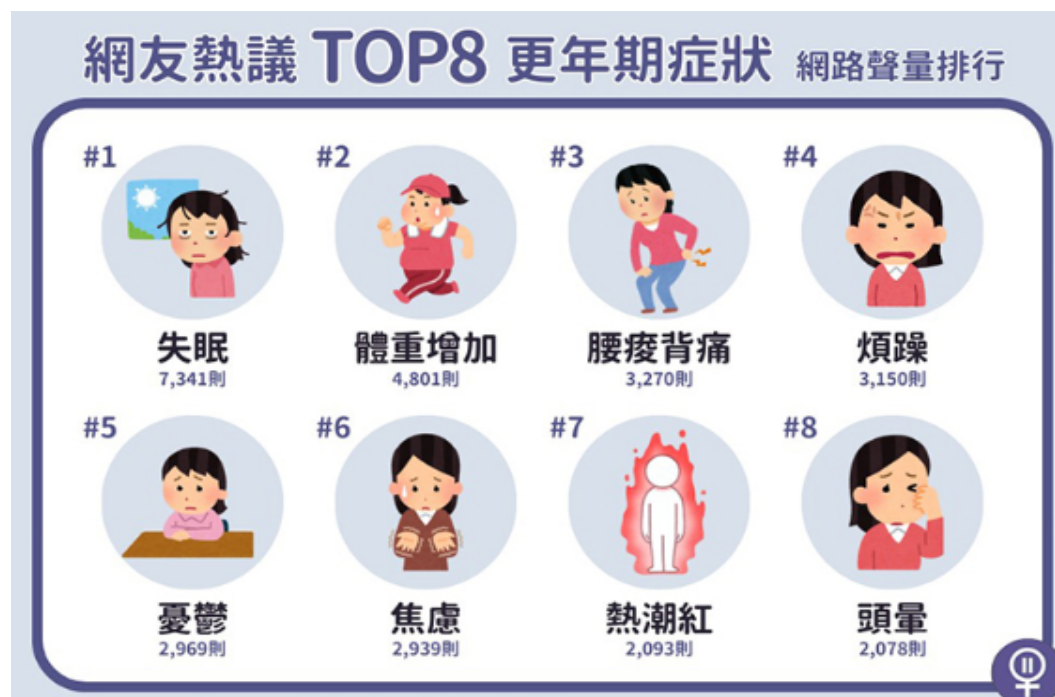 網友熱議 TOP8 更年期症狀 網路聲量排行
#1
失眠
7,341則
#2
體重增加
4,801則
#3
腰痠背痛
3,270則
#4
煩躁
3,150則
#5
憂鬱
2,969則
#6
焦慮
2,939則
#7
熱潮紅
2,093則
#8
頭暈
2,078則